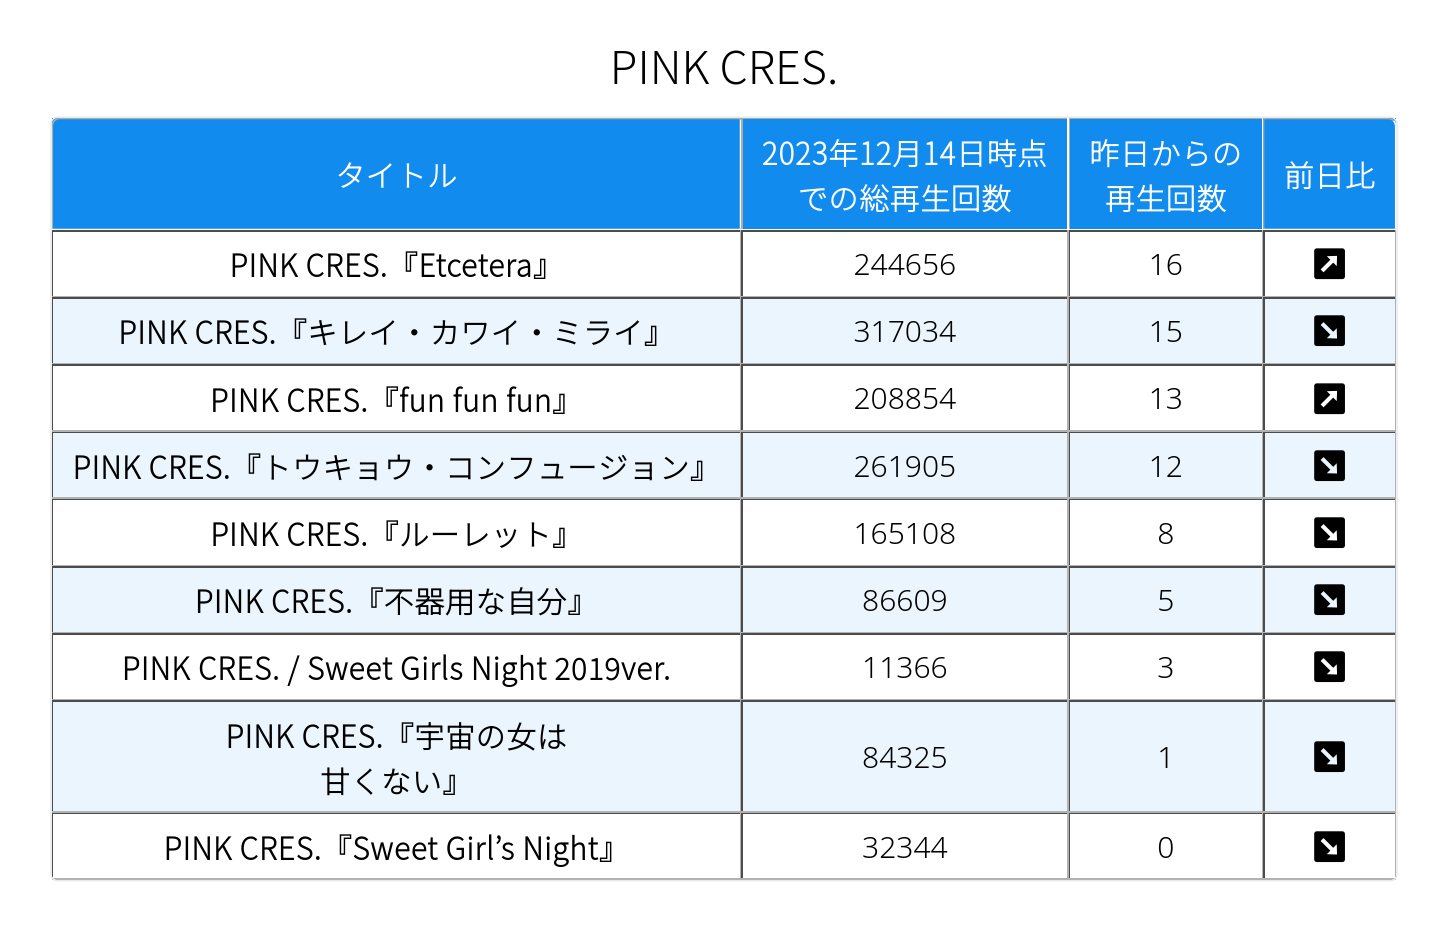 PINK CRES.
タイトル 2023年12月14日時点での総再生回数 昨日からの再生回数 前日比
PINK CRES.『Etcetera』 244656 16 ↗
PINK CRES.『キレイ・カワイ・ミライ』 317034 15 ↘
PINK CRES.『fun fun fun』 208854 13 ↗
PINK CRES.『トウキョウ・コンフュージョン』 261905 12 ↘
PINK CRES.『ルーレット』 165108 8 ↘
PINK CRES.『不器用な自分』 86609 5 ↘
PINK CRES. / Sweet Girls Night 2019ver. 11366 3 ↘
PINK CRES.『宇宙の女は
甘くない』 84325 1 ↘
PINK CRES.『Sweet Girl’s Night』 32344 0 ↘